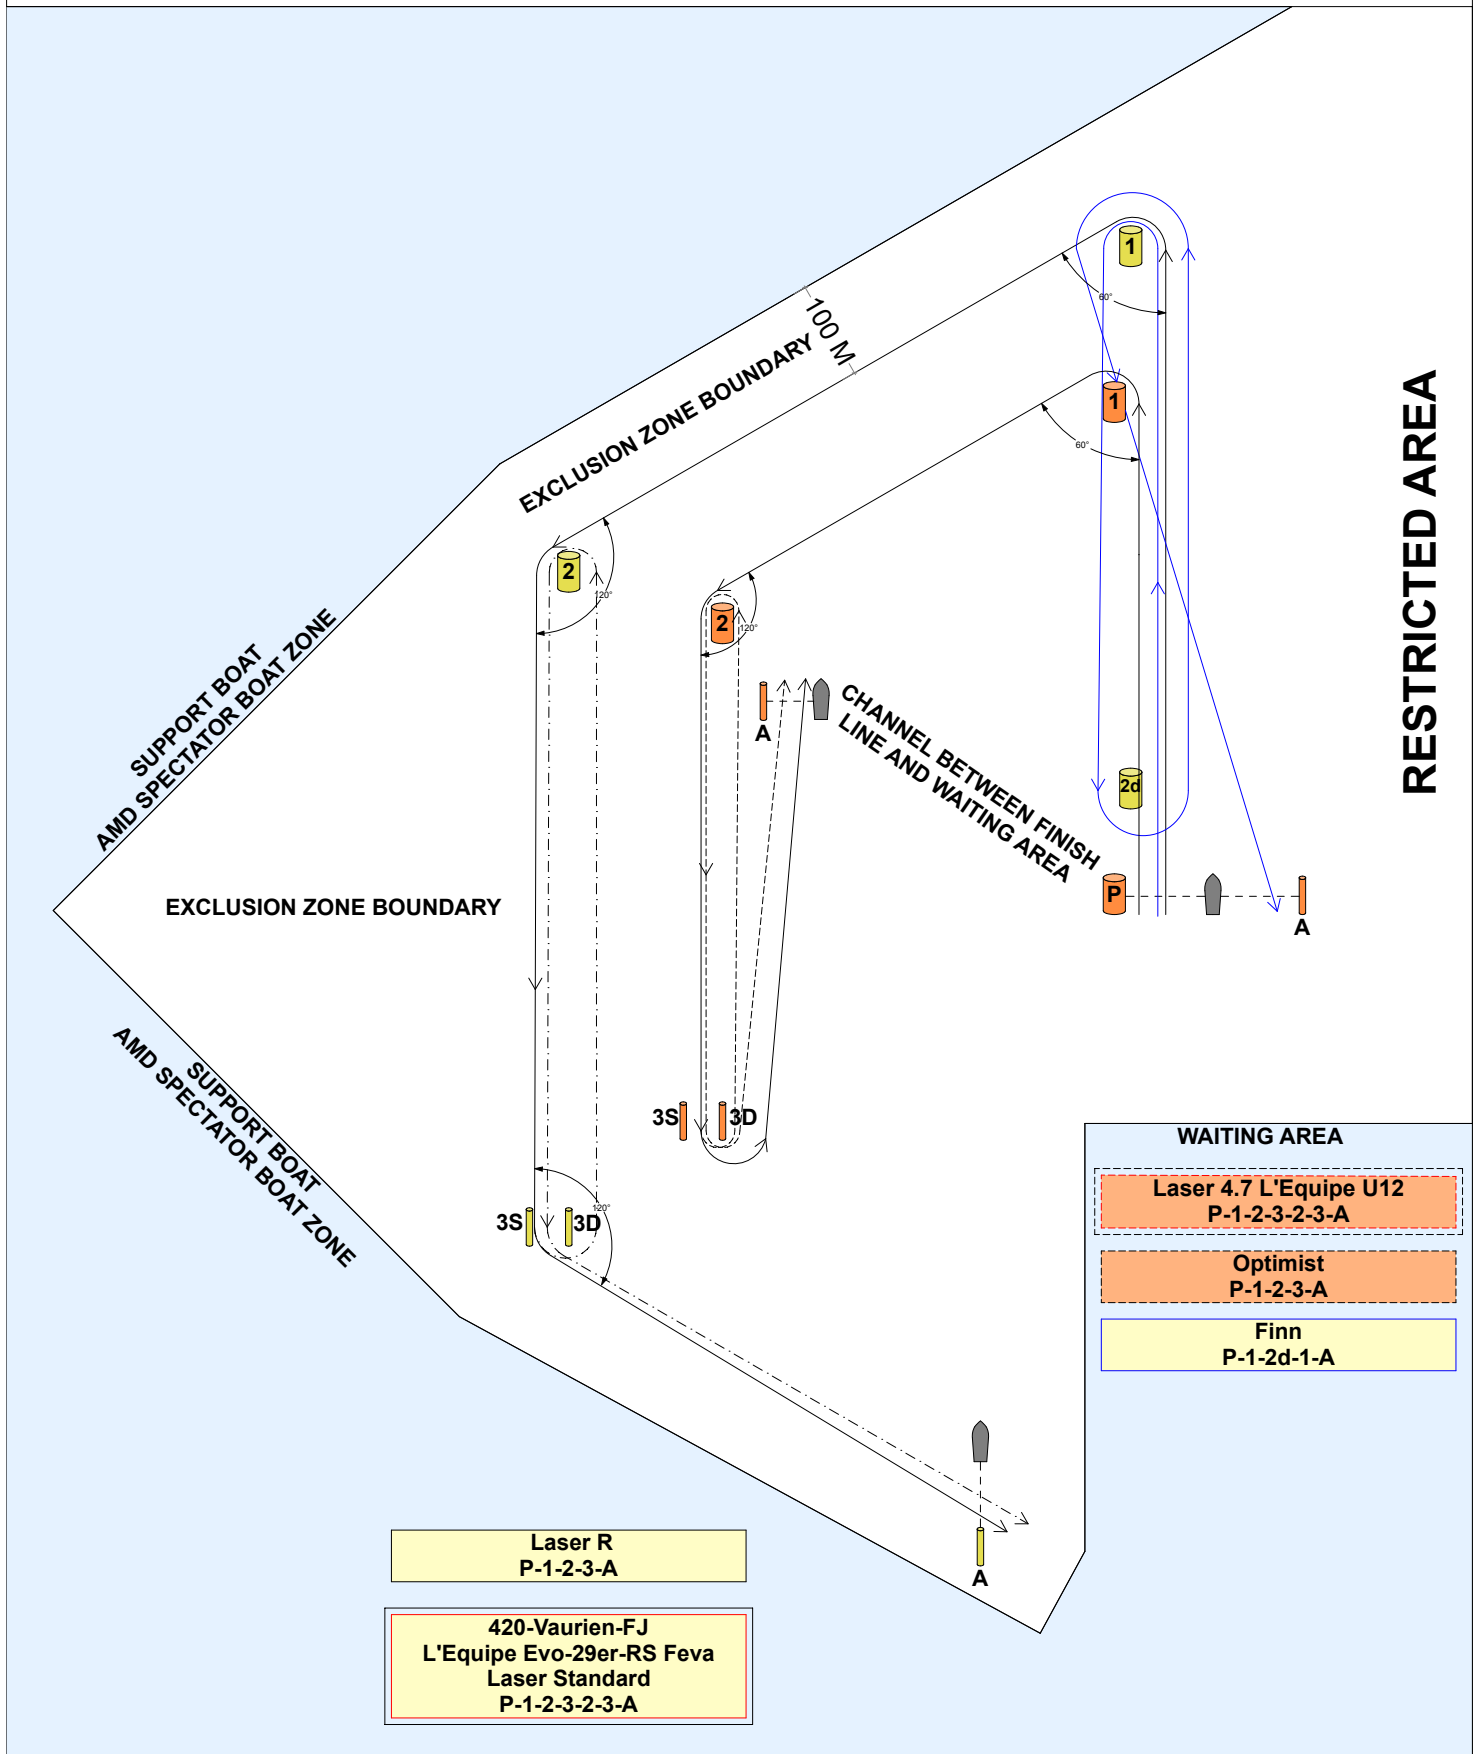 1
60°
100 M
EXCLUSION ZONE BOUNDARY
1
60°
RESTRICTED AREA
2
120°
2
120°
SUPPORT BOAT
AMD SPECTATOR BOAT ZONE
A
CHANNEL BETWEEN FINISH
LINE AND WAITING AREA
2d
P
A
EXCLUSION ZONE BOUNDARY
SUPPORT BOAT
AMD SPECTATOR BOAT ZONE
3S
3D
3S
3D
120°
WAITING AREA
Laser 4.7 L'Equipe U12
P-1-2-3-2-3-A
Optimist
P-1-2-3-A
Finn
P-1-2d-1-A
A
Laser R
P-1-2-3-A
420-Vaurien-FJ
L'Equipe Evo-29er-RS Feva
Laser Standard
P-1-2-3-2-3-A